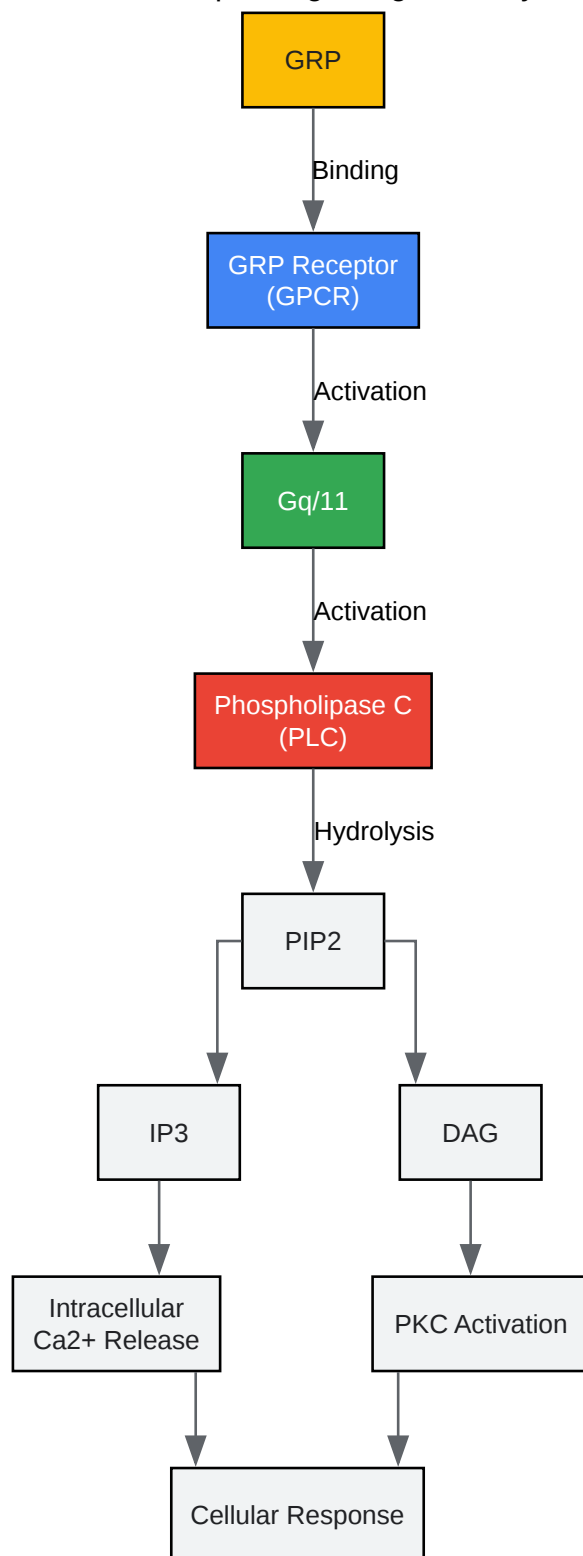 GRP
Binding
GRP Receptor
(GPCR)
Activation
Gq/11
Activation
Phospholipase C
(PLC)
Hydrolysis
PIP2
IP3
DAG
Intracellular
Ca2+ Release
PKC Activation
Cellular Response